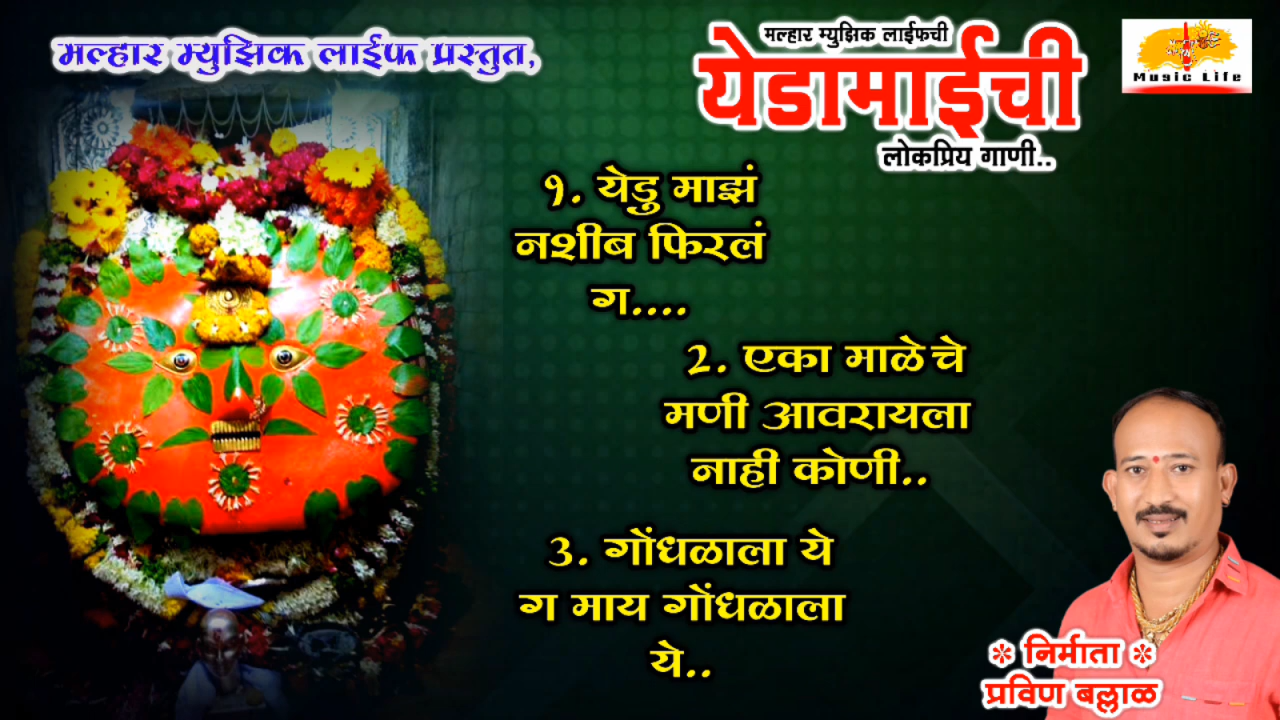 मल्हार म्युझिक लाईफ प्रस्तुत,
मल्हार म्युझिक लाईफची
येडामाईची
लोकप्रिय गाणी..
Music Life
१. येडु माझं
नशीब फिरलं
ग....
2. एका माळेचे
मणी आवरायला
नाही कोणी..
3. गोंधळाला ये
ग माय गोंधळाला
ये..
* निर्माता *
प्रविण बल्लाळ